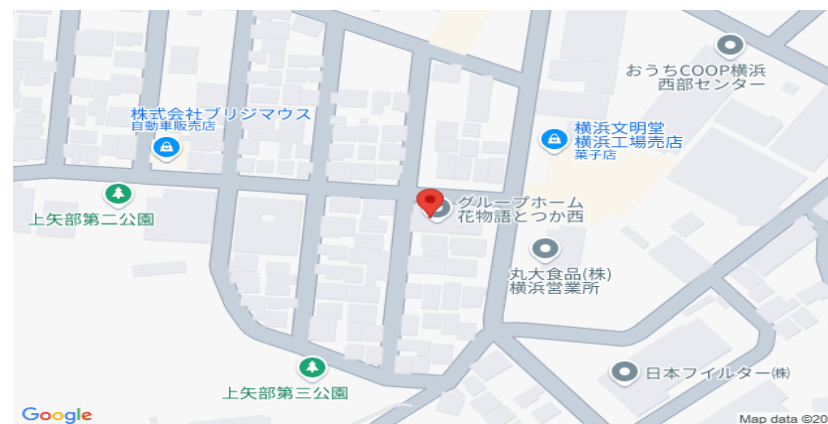 おうちCOOP横浜
西部センター
株式会社ブリジマウス
自動車販売店
横浜文明堂
横浜工場売店
菓子店
上矢部第二公園
グループホーム
花物語とつか西
丸大食品(株)
横浜営業所
日本フイルター㈱
上矢部第三公園
Google
Map data ©20